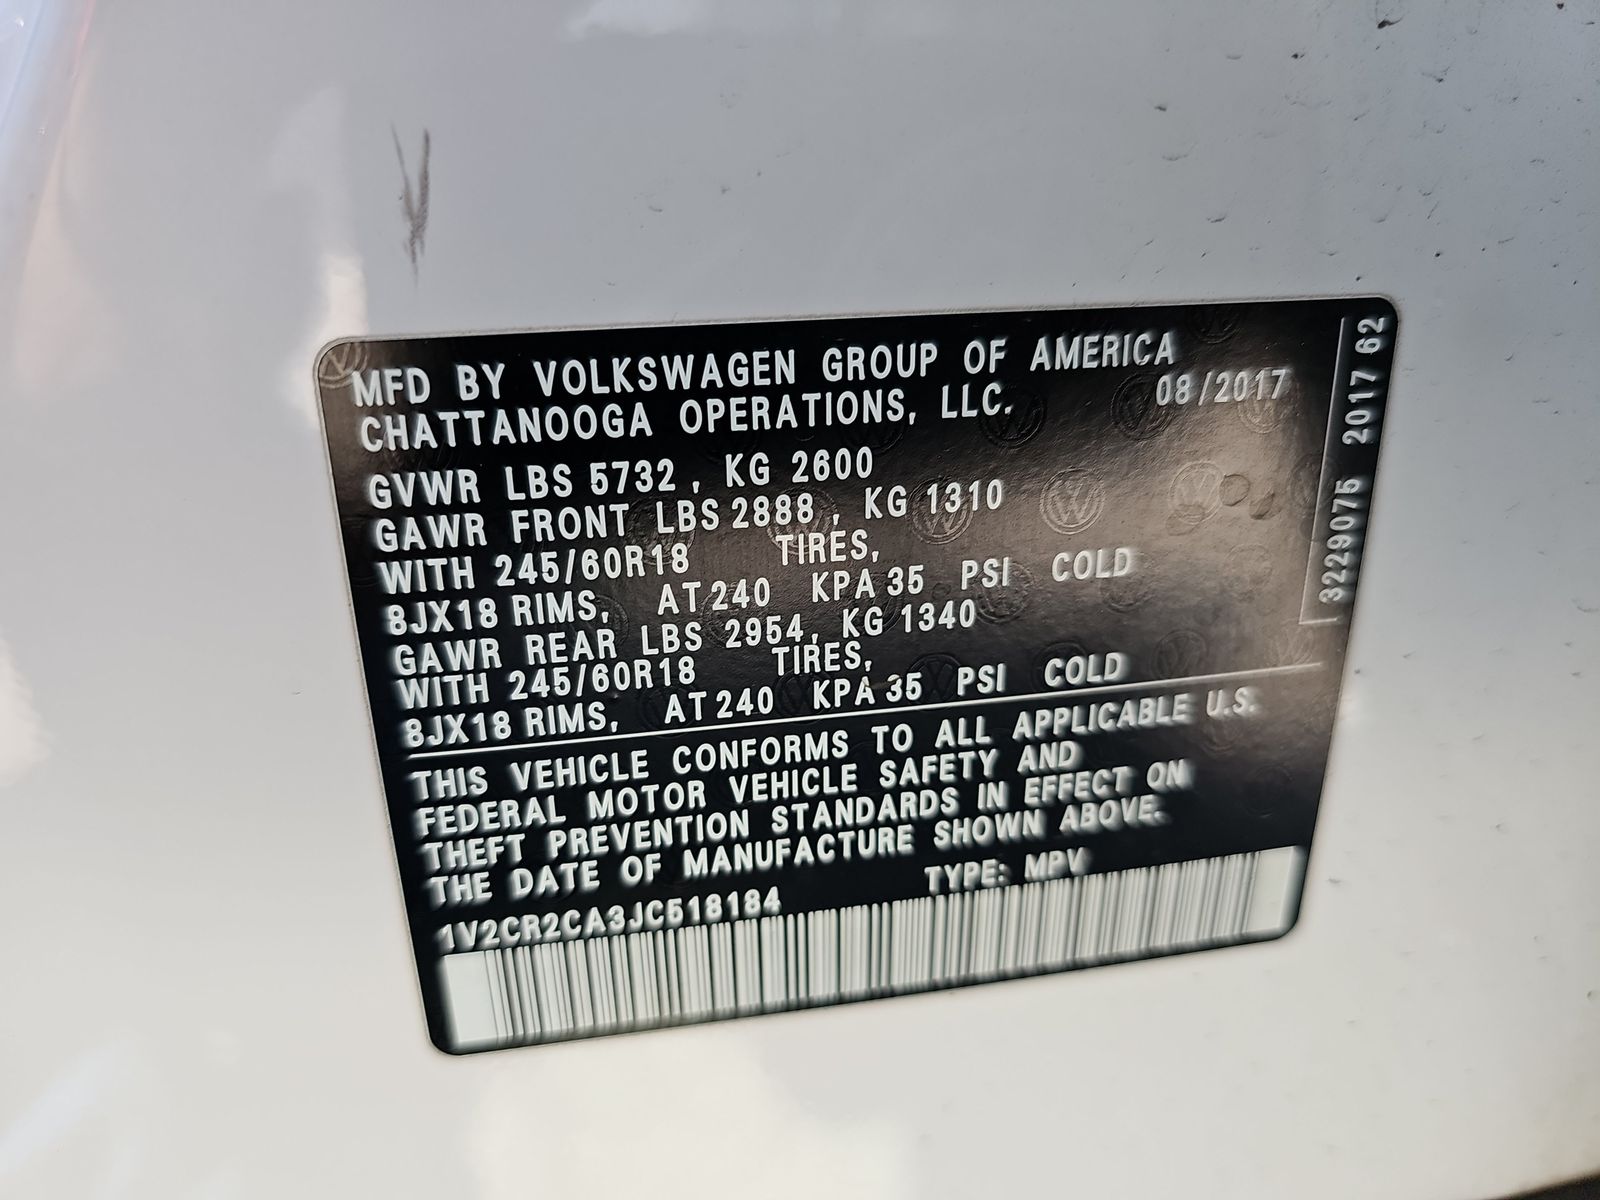 MFD BY VOLKSWAGEN GROUP OF AMERICA
CHATTANOOGA OPERATIONS, LLC. 08/2017
GVWR LBS 5732, KG 2600
GAWR FRONT LBS 2888, KG 1310
WITH 245/60R18 TIRES,
8JX18 RIMS, AT 240 KPA 35 PSI COLD
GAWR REAR LBS 2954, KG 1340
WITH 245/60R18 TIRES,
8JX18 RIMS, AT 240 KPA 35 PSI COLD
THIS VEHICLE CONFORMS TO ALL APPLICABLE U.S.
FEDERAL MOTOR VEHICLE SAFETY AND
THEFT PREVENTION STANDARDS IN EFFECT ON
THE DATE OF MANUFACTURE SHOWN ABOVE.
1V2CR2CA3JC518184 TYPE: MPV
3229075 2017 62